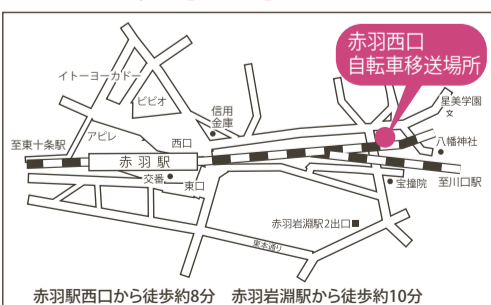 赤羽西口
自転車移送場所
イトーヨーカドー
ビビオ
信用
金庫
星美学園
文
至東十条駅
アピレ
西口
八幡神社
赤羽駅
交番
東口
宝撞院
至川口駅
赤羽岩淵駅2出口
東本通り
赤羽駅西口から徒歩約8分 赤羽岩淵駅から徒歩約10分